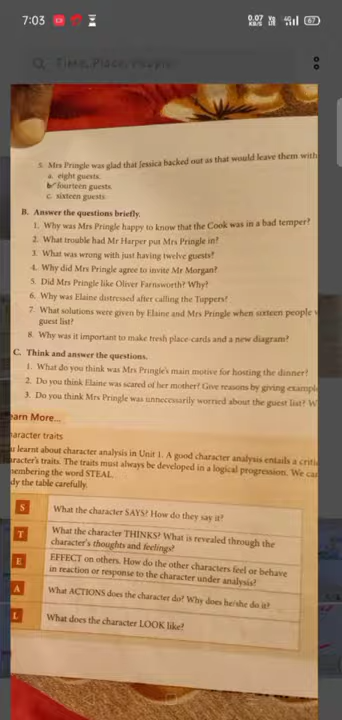 7:03
0.07 KB/S
4G
67
Time, Place, People
5. Mrs Pringle was glad that Jessica backed out as that would leave them with
a. eight guests.
b. fourteen guests.
c. sixteen guests.
B. Answer the questions briefly.
1. Why was Mrs Pringle happy to know that the Cook was in a bad temper?
2. What trouble had Mr Harper put Mrs Pringle in?
3. What was wrong with just having twelve guests?
4. Why did Mrs Pringle agree to invite Mr Morgan?
5. Did Mrs Pringle like Oliver Farnsworth? Why?
6. Why was Elaine distressed after calling the Tuppers?
7. What solutions were given by Elaine and Mrs Pringle when sixteen people
guest list?
8. Why was it important to make fresh place-cards and a new diagram?
C. Think and answer the questions.
1. What do you think was Mrs Pringle's main motive for hosting the dinner?
2. Do you think Elaine was scared of her mother? Give reasons by giving exampl
3. Do you think Mrs Pringle was unnecessarily worried about the guest list? W
earn More...
aracter traits
u learnt about character analysis in Unit 1. A good character analysis entails a criti
aracter's traits. The traits must always be developed in a logical progression. We can
membering the word STEAL.
dy the table carefully.
S What the character SAYS? How do they say it?
T What the character THINKS? What is revealed through the
character's thoughts and feelings?
E EFFECT on others. How do the other characters feel or behave
in reaction or response to the character under analysis?
A What ACTIONS does the character do? Why does he/she do it?
L What does the character LOOK like?